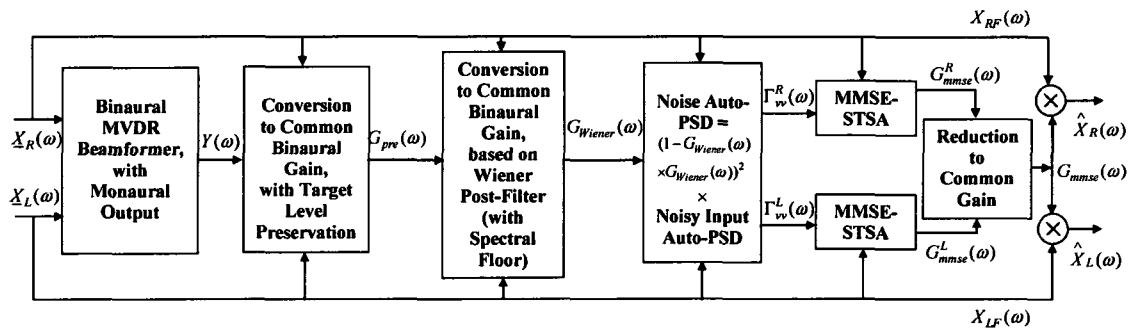 X_RF(ω)
X_R(ω)
X_L(ω)
Binaural
MVDR
Beamformer,
with
Monaural
Output
Y(ω)
Conversion
to Common
Binaural
Gain,
with Target
Level
Preservation
G_pre(ω)
Conversion
to Common
Binaural
Gain,
based on
Wiener
Post-Filter
(with
Spectral
Floor)
G_Wiener(ω)
Noise Auto-
PSD =
(1−G_Wiener(ω)
×G_Wiener(ω))²
×
Noisy Input
Auto-PSD
Γ^R_vv(ω)
Γ^L_vv(ω)
MMSE-
STSA
MMSE-
STSA
G^R_mmse(ω)
G^L_mmse(ω)
Reduction
to
Common
Gain
G_mmse(ω)
×
X̂_R(ω)
×
X̂_L(ω)
X_LF(ω)